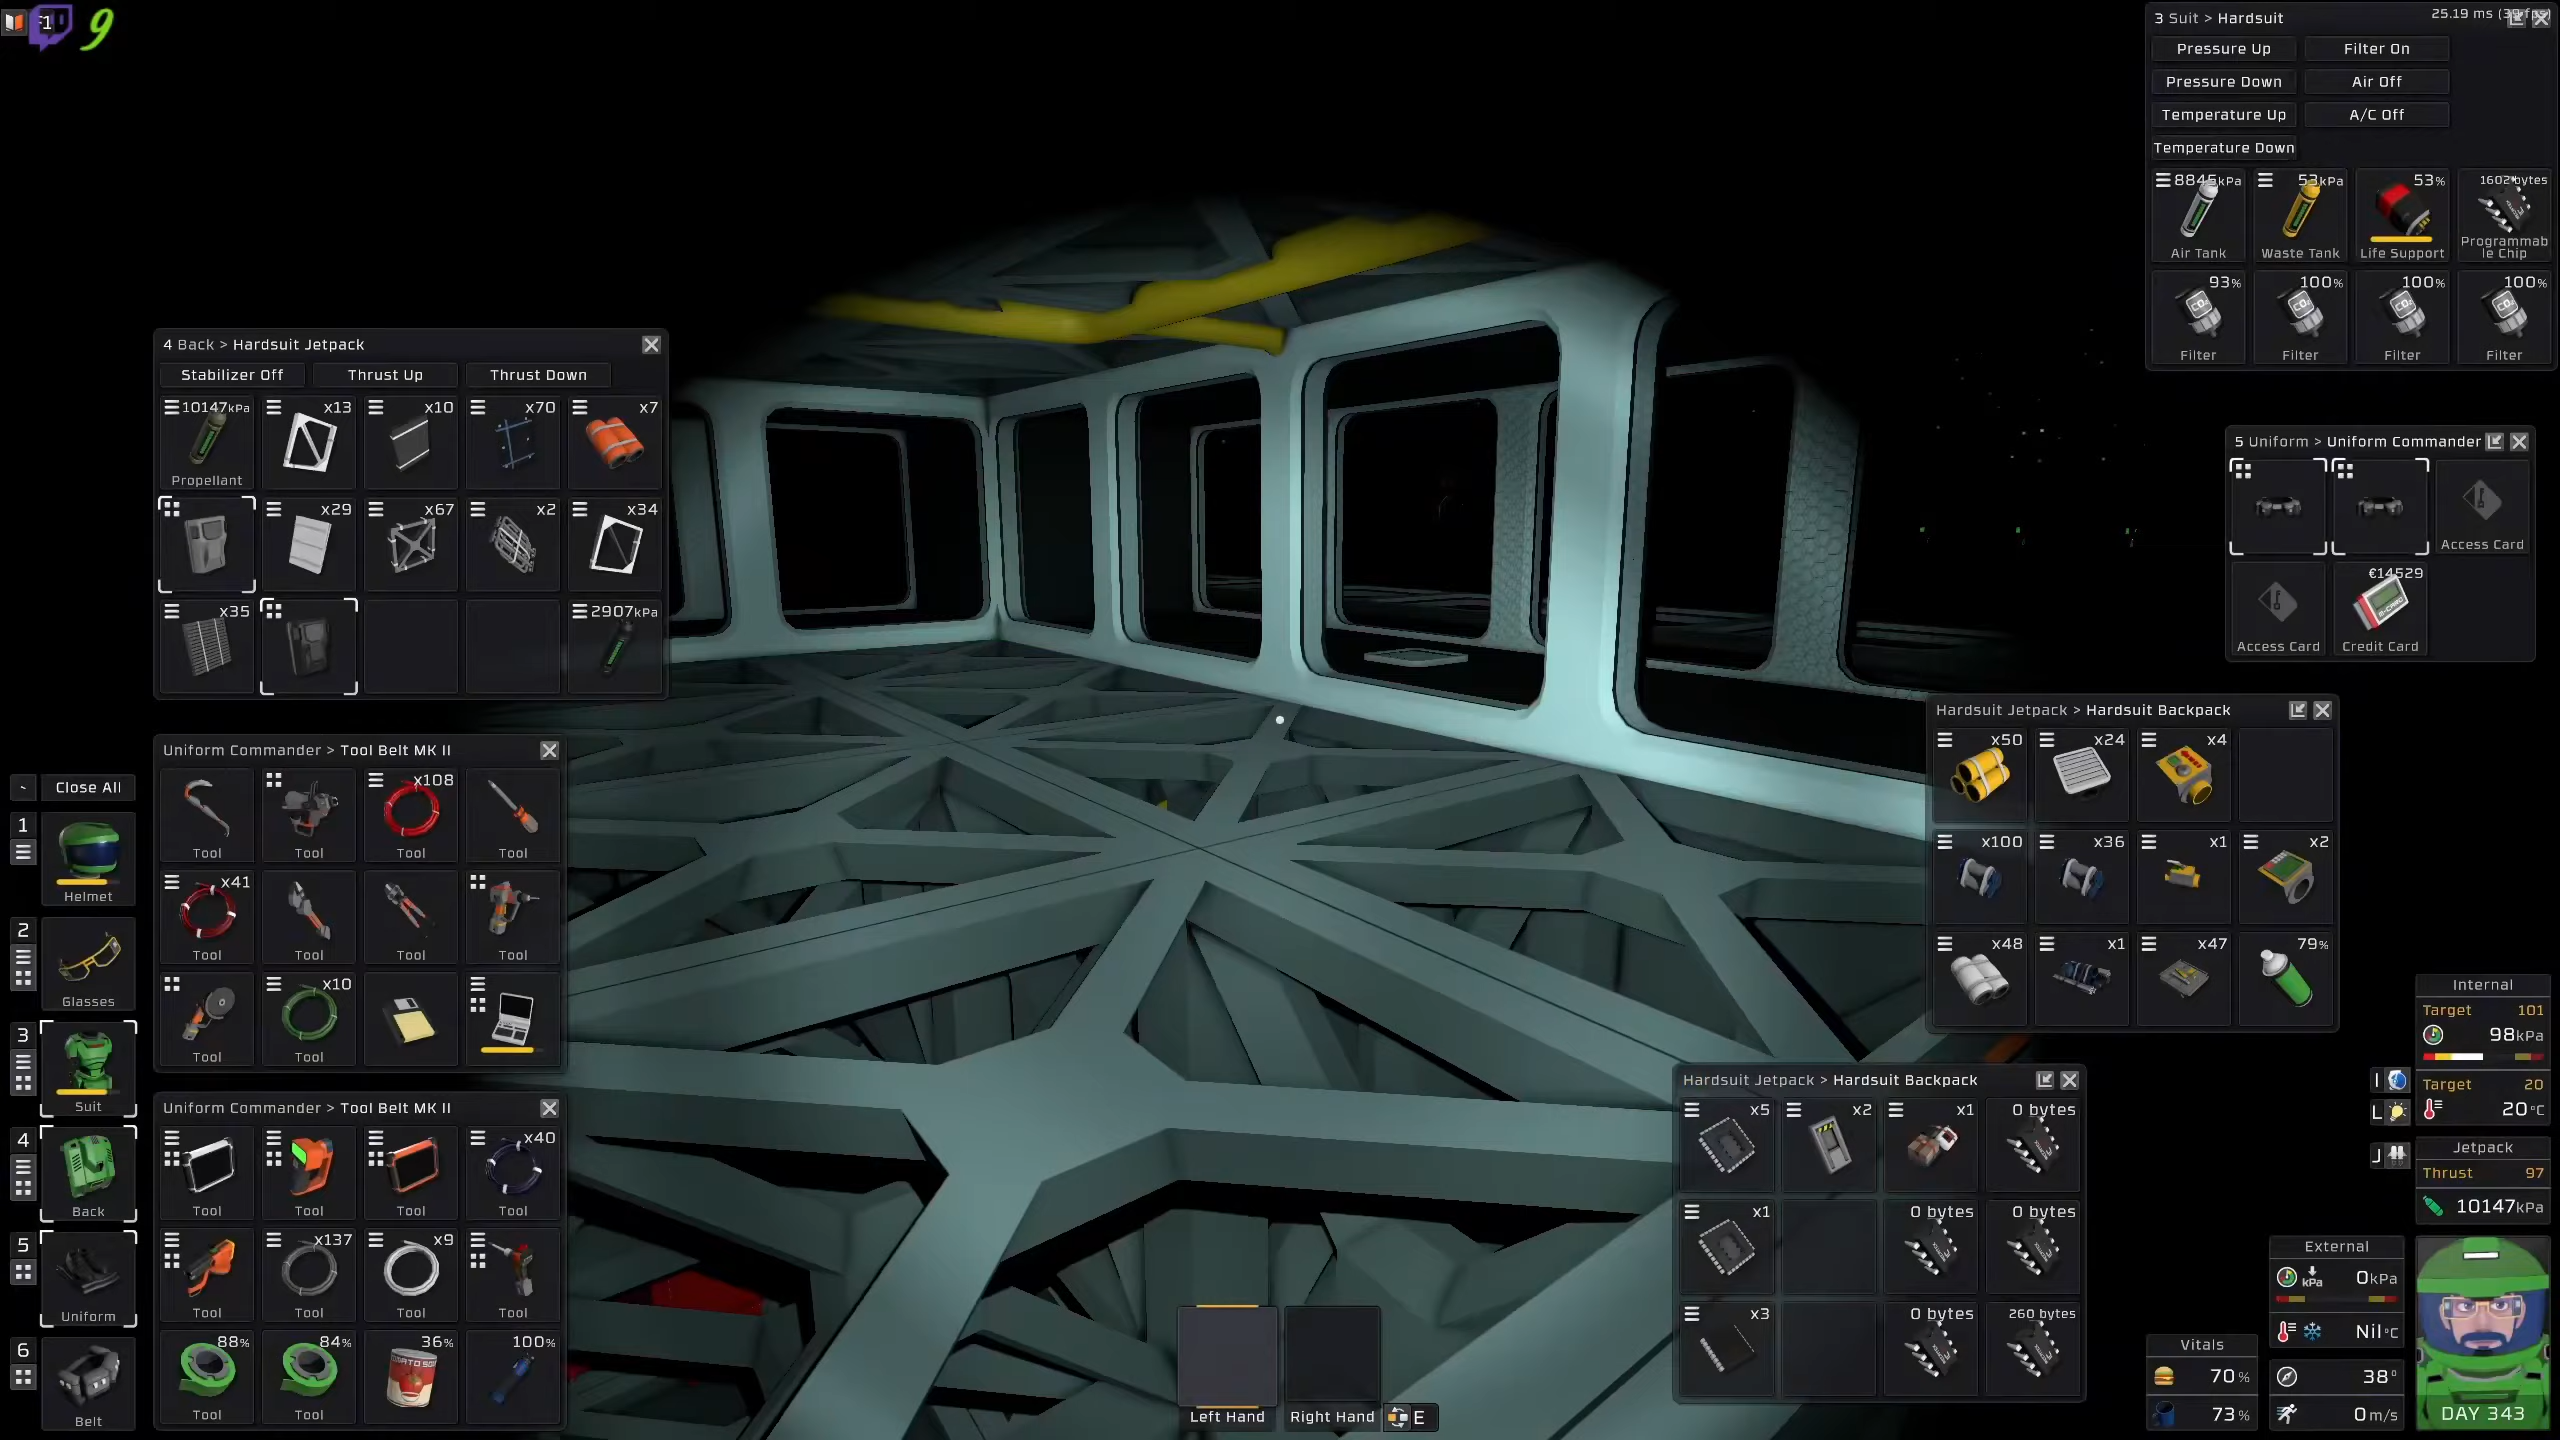 F1
9
25.19 ms
3 Suit > Hardsuit
Pressure Up
Filter On
Pressure Down
Air Off
Temperature Up
A/C Off
Temperature Down
8845kPa
53kPa
53%
1602 bytes
Air Tank
Waste Tank
Life Support
Programmab
le Chip
93%
100%
100%
100%
Filter
Filter
Filter
Filter
4 Back > Hardsuit Jetpack
Stabilizer Off
Thrust Up
Thrust Down
10147kPa
x13
x10
x70
x7
Propellant
x29
x67
x2
x34
x35
2907kPa
5 Uniform > Uniform Commander
Access Card
€14529
Access Card
Credit Card
Hardsuit Jetpack > Hardsuit Backpack
x50
x24
x4
x100
x36
x1
x2
x48
x1
x47
79%
Uniform Commander > Tool Belt MK II
x108
Tool
Tool
Tool
Tool
x41
Tool
Tool
Tool
Tool
x10
Tool
Tool
~
Close All
1
Helmet
2
Glasses
3
Suit
4
Back
5
Uniform
6
Belt
Uniform Commander > Tool Belt MK II
x40
Tool
Tool
Tool
Tool
x137
x9
Tool
Tool
Tool
Tool
88%
84%
36%
100%
TOMATO SOUP
Tool
Tool
Tool
Tool
Hardsuit Jetpack > Hardsuit Backpack
x5
x2
x1
0 bytes
x1
0 bytes
0 bytes
x3
0 bytes
260 bytes
Left Hand
Right Hand
E
Internal
Target 101
98kPa
Target 20
20°C
I
L
J
Jetpack
Thrust 97
10147kPa
External
kPa
0kPa
Nil°C
38°
0m/s
Vitals
70%
73%
DAY 343